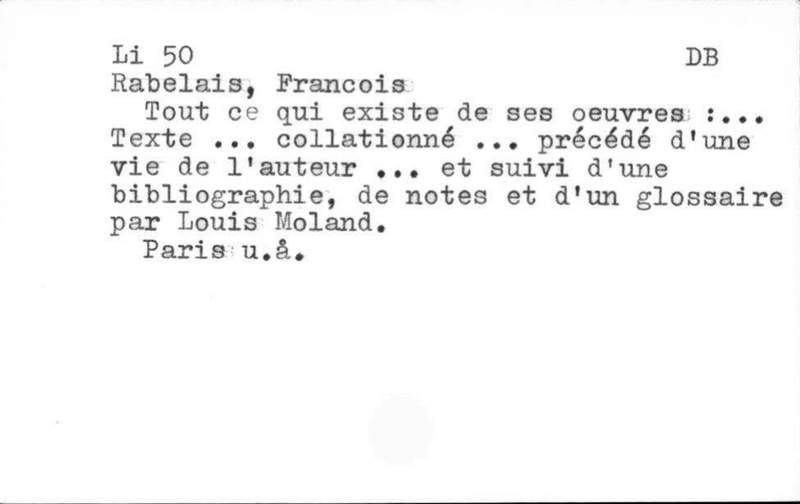 Li 50 DB
Rabelais, Francois
Tout ce qui existe de ses oeuvres :...
Texte ... collationné ... précédé d'une
vie de l'auteur ... et suivi d'une
bibliographie, de notes et d'un glossaire
par Louis Moland.
Paris u.å.